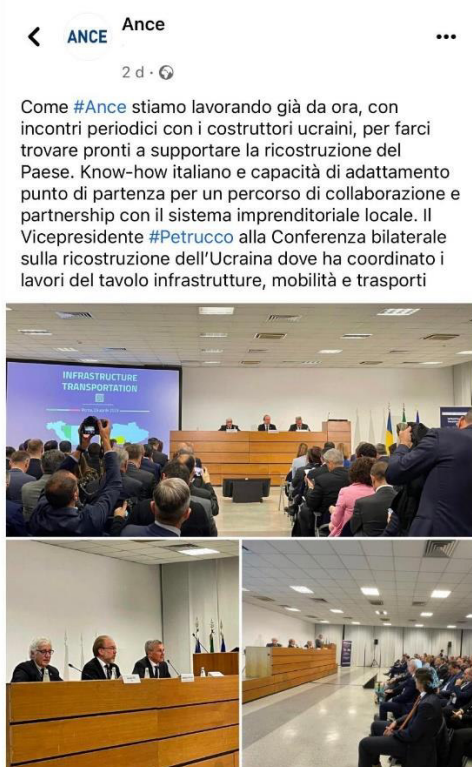 ANCE
Ance
2 d
Come #Ance stiamo lavorando già da ora, con
incontri periodici con i costruttori ucraini, per farci
trovare pronti a supportare la ricostruzione del
Paese. Know-how italiano e capacità di adattamento
punto di partenza per un percorso di collaborazione e
partnership con il sistema imprenditoriale locale. Il
Vicepresidente #Petrucco alla Conferenza bilaterale
sulla ricostruzione dell'Ucraina dove ha coordinato i
lavori del tavolo infrastrutture, mobilità e trasporti
INFRASTRUCTURE
TRANSPORTATION